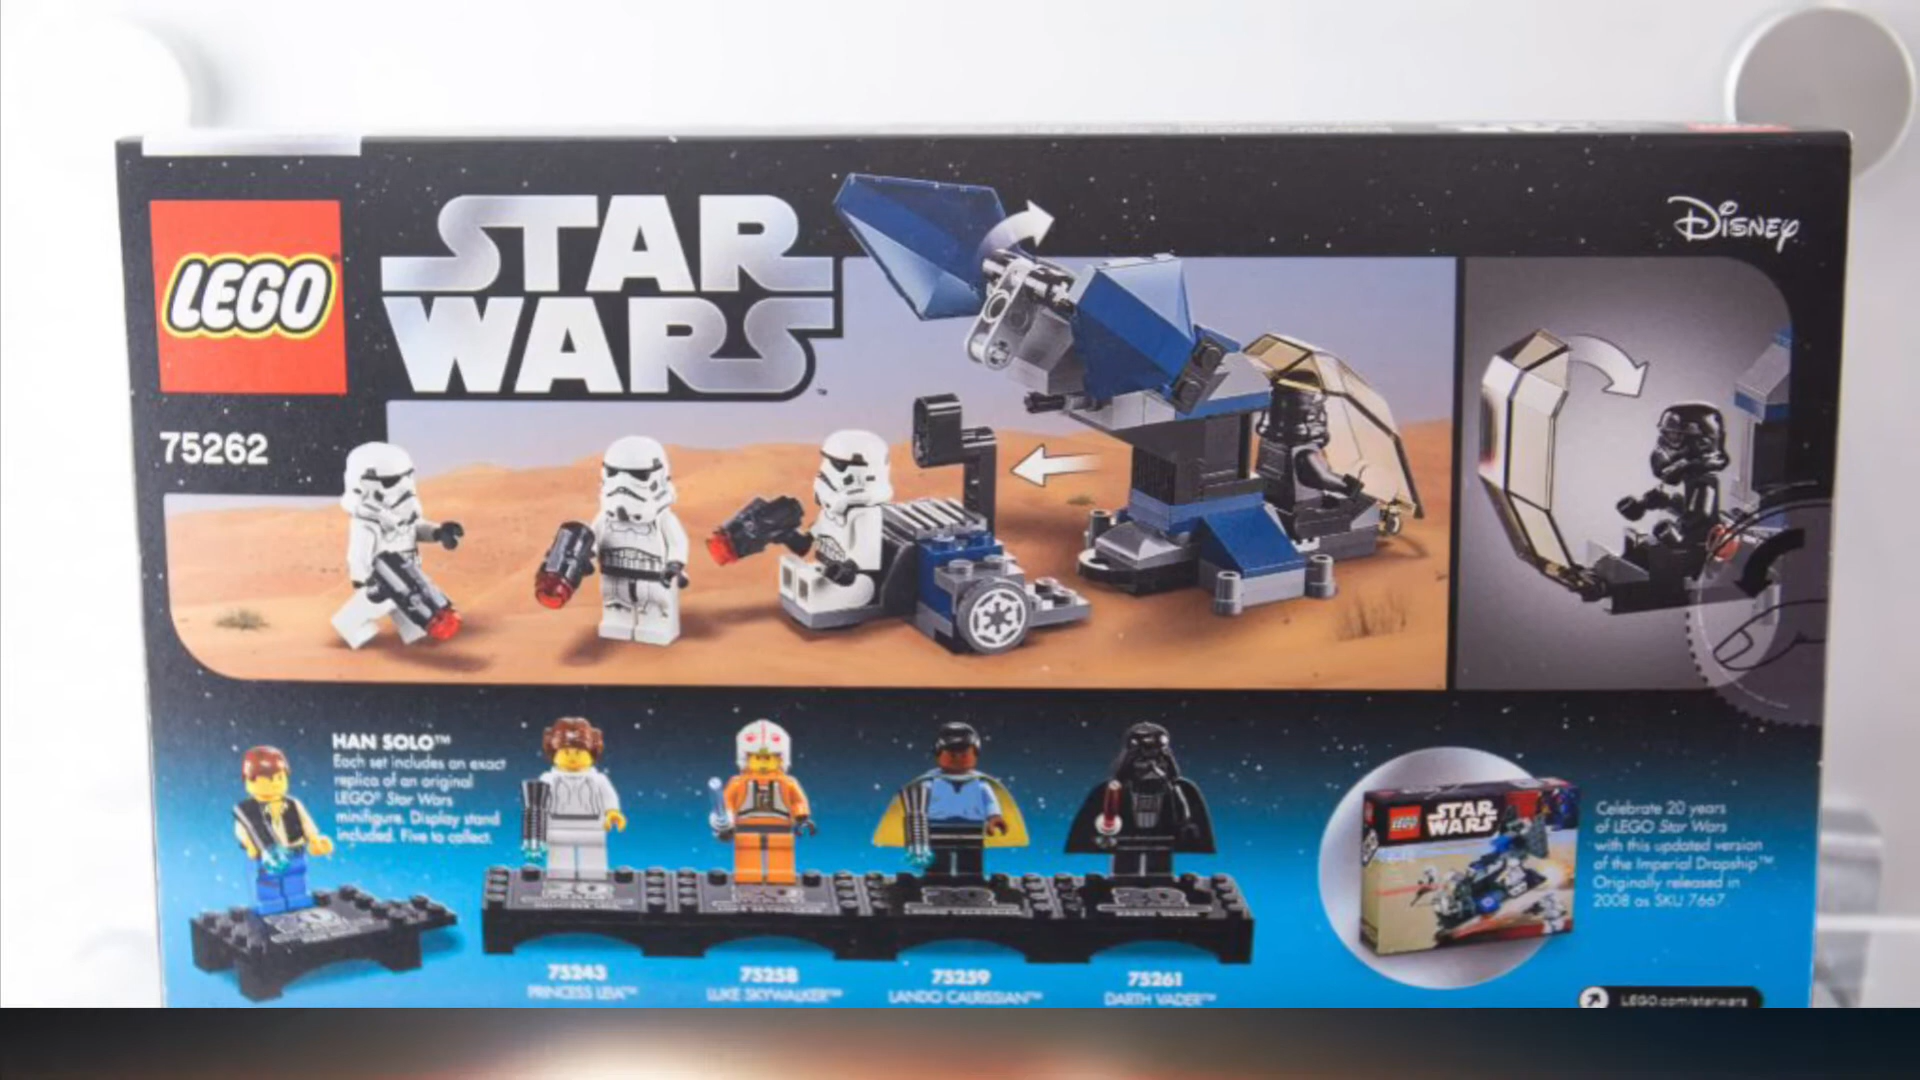 LEGO
STAR
WARS
Disney
75262
HAN SOLO™
Each set includes an exact
replica of an original
LEGO® Star Wars
minifigure. Display stand
included. Five to collect.
75243
PRINCESS LEIA™
75258
LUKE SKYWALKER™
75259
LANDO CALRISSIAN™
75261
DARTH VADER™
LEGO
STAR
WARS
Celebrate 20 years
of LEGO Star Wars
with this updated version
of the Imperial Dropship™
Originally released in
2008 as SKU 7667.
LEGO.com/starwars